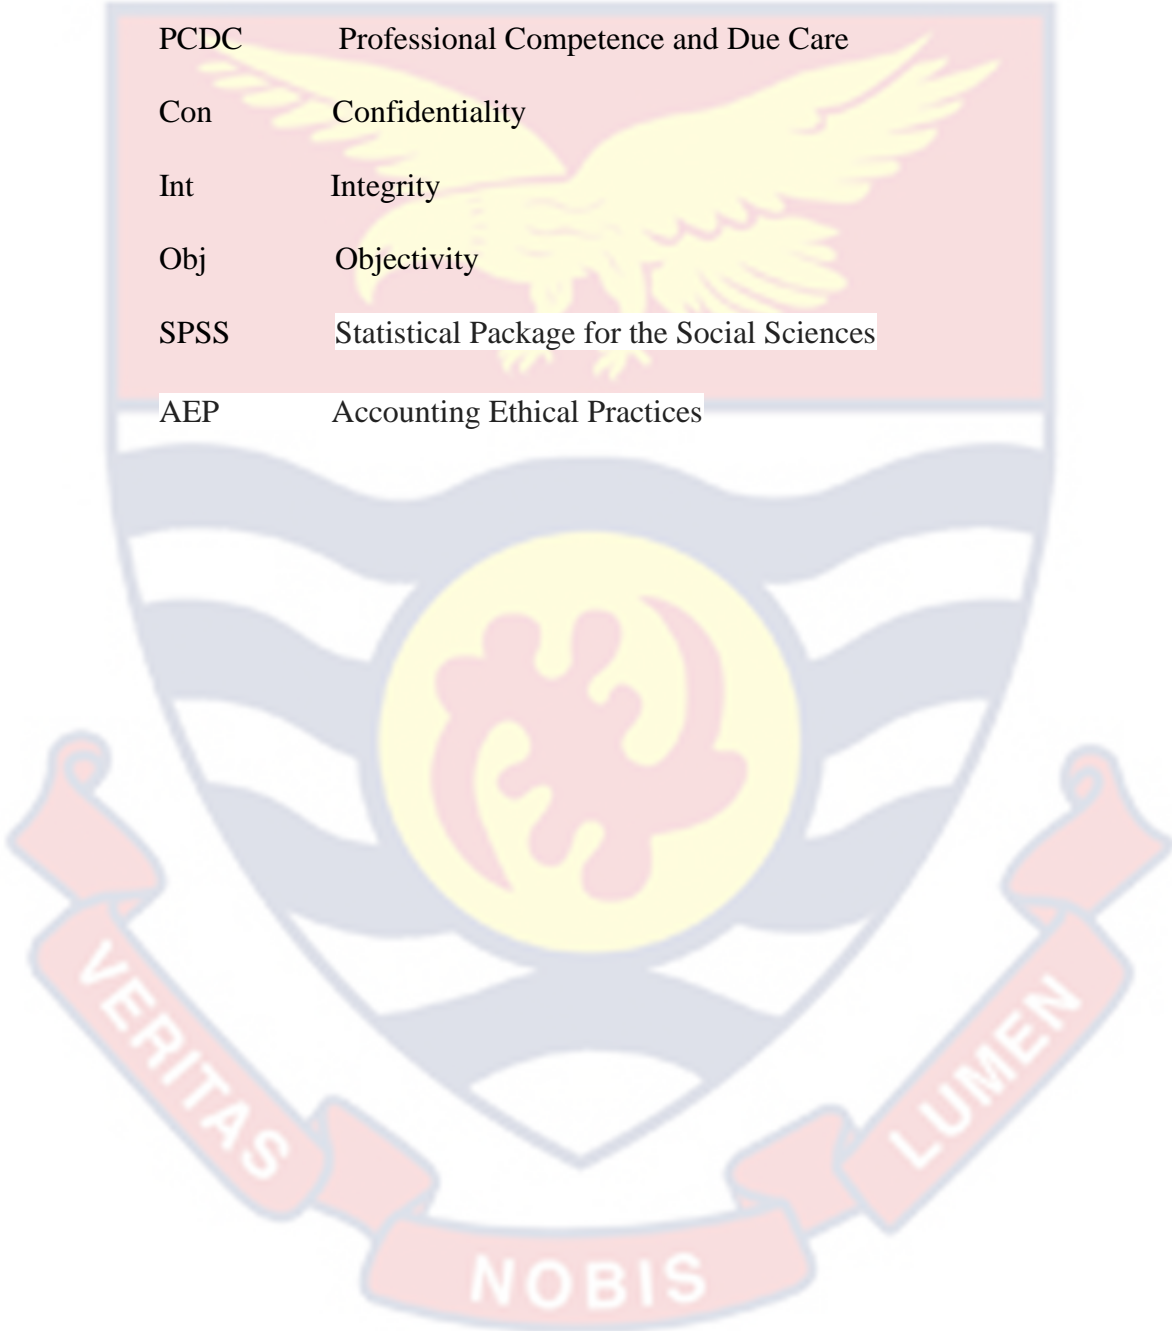 PCDC Professional Competence and Due Care
Con Confidentiality
Int Integrity
Obj Objectivity
SPSS Statistical Package for the Social Sciences
AEP Accounting Ethical Practices
VERITAS
NOBIS
LUMEN